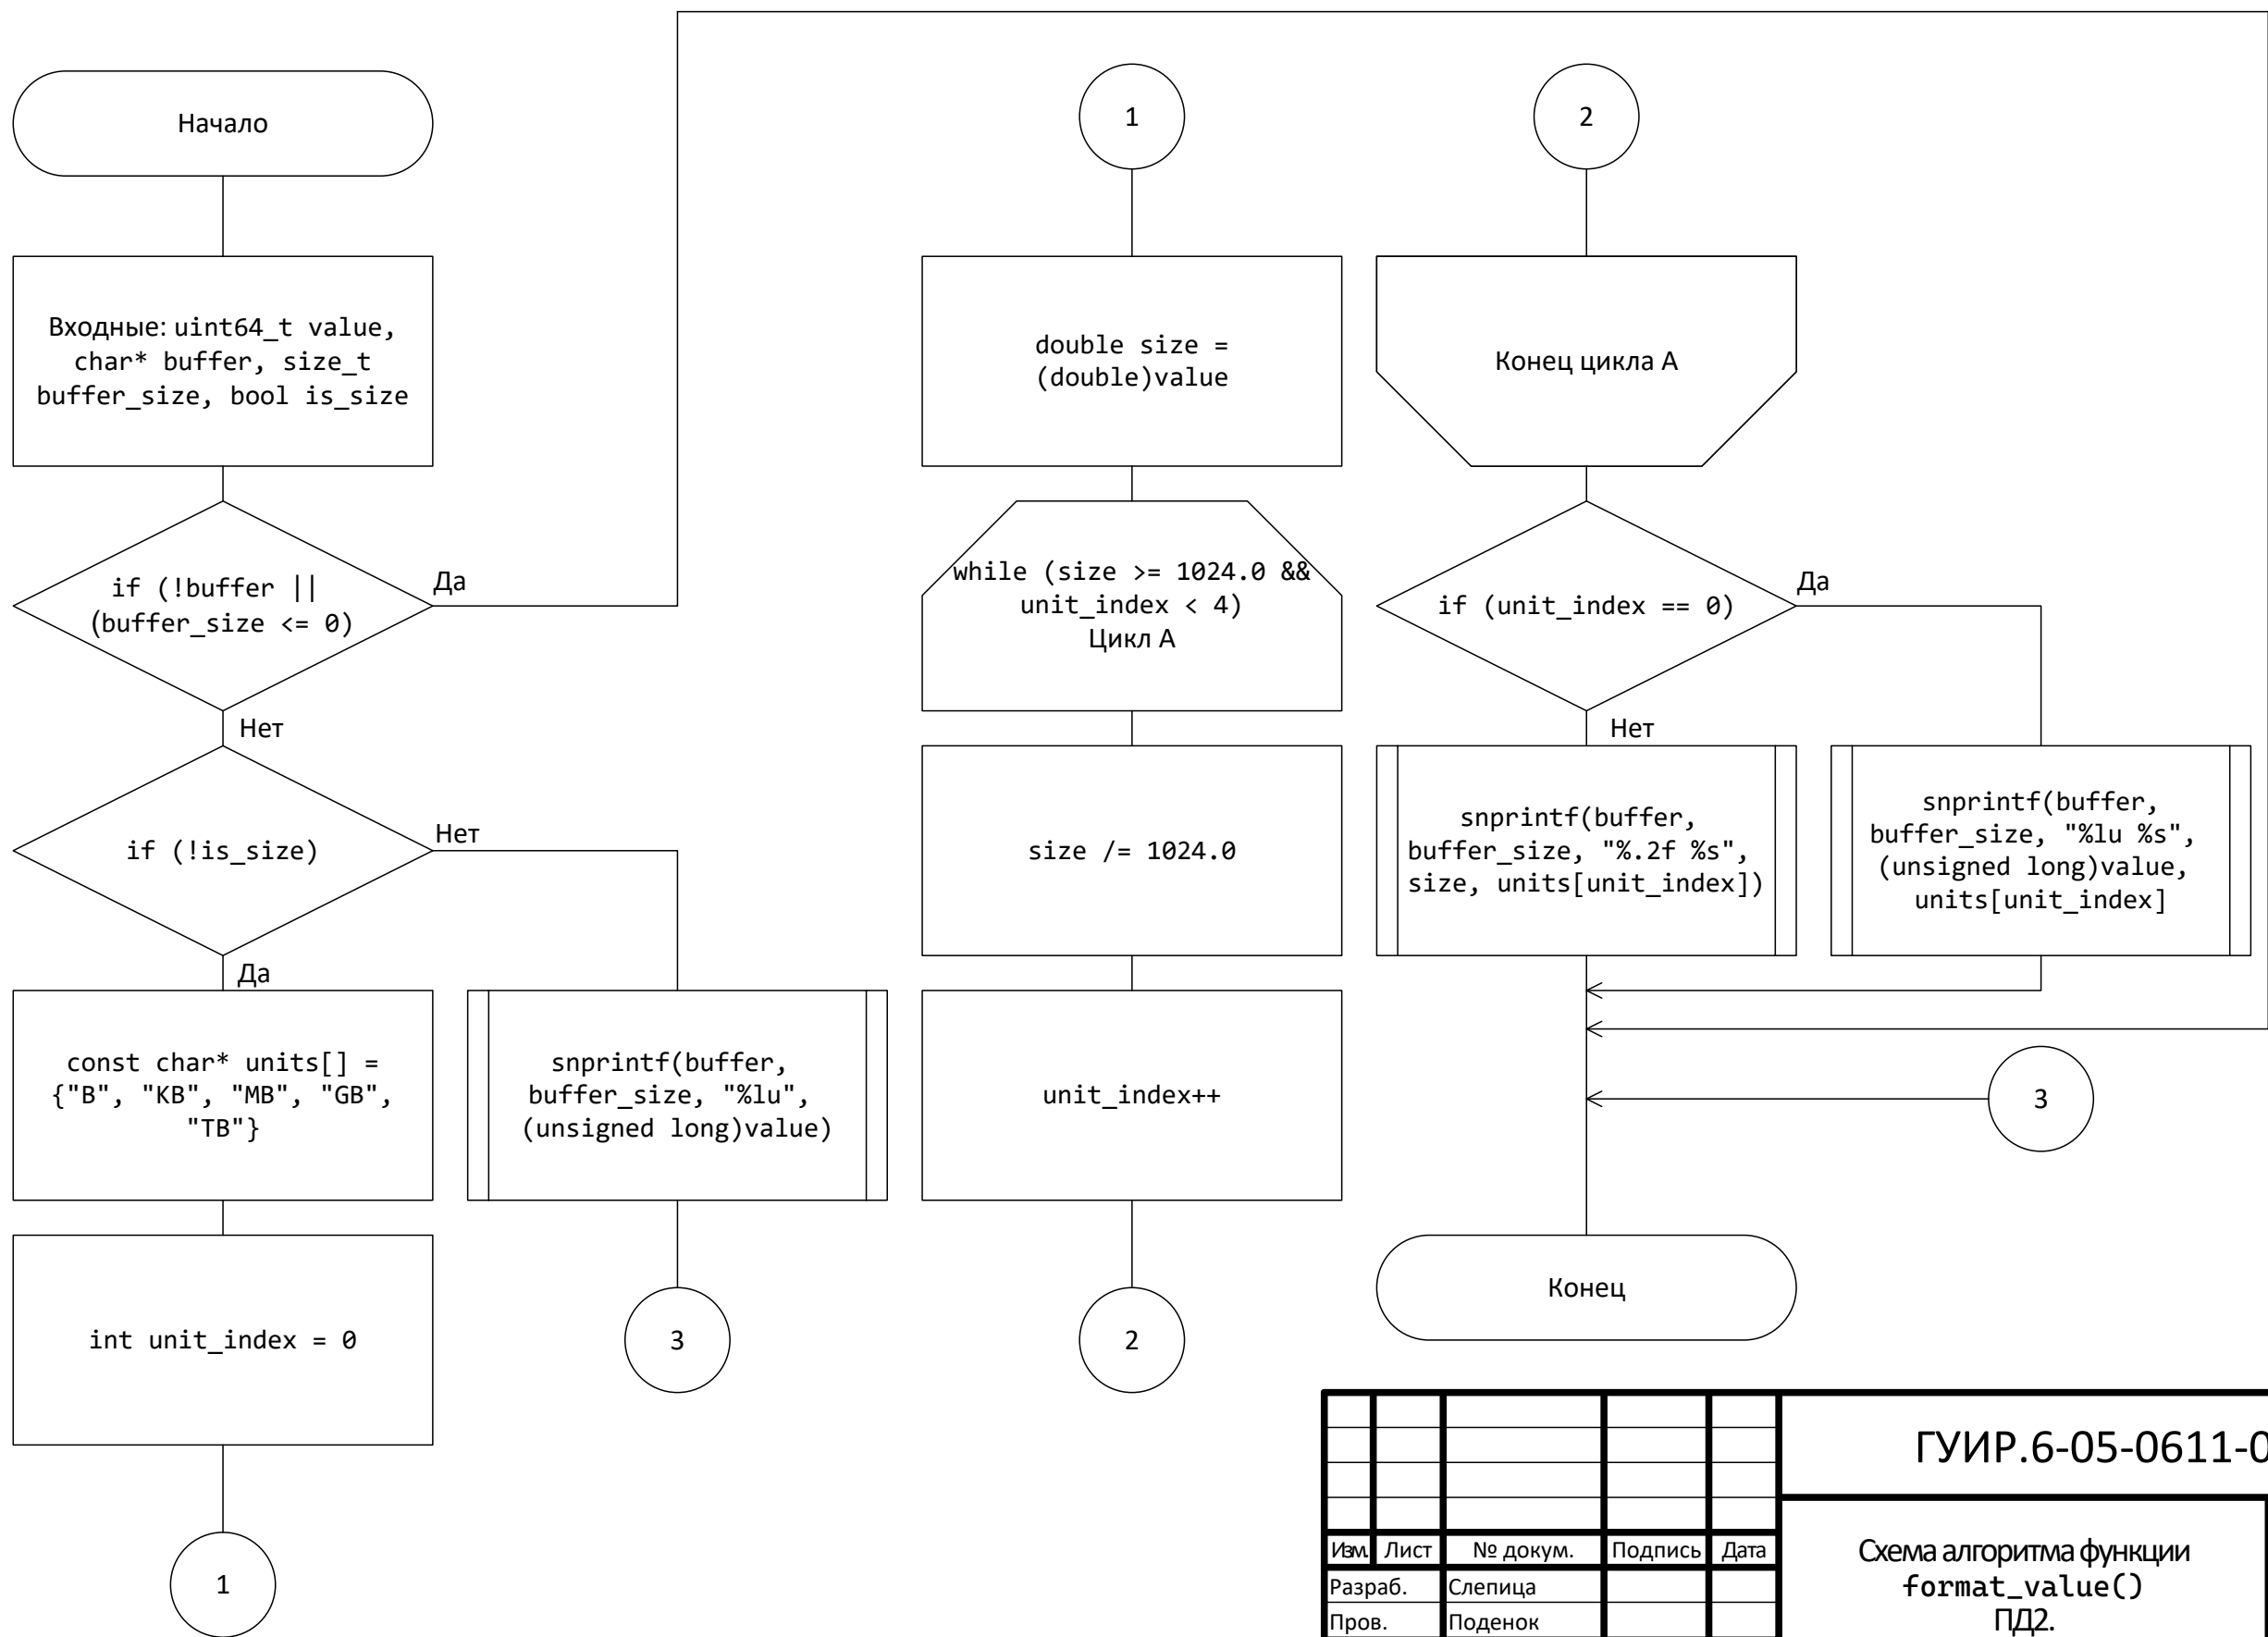 Начало
Входные: uint64_t value,
char* buffer, size_t
buffer_size, bool is_size
if (!buffer ||
(buffer_size <= 0)
Да
Нет
if (!is_size)
Нет
Да
const char* units[] =
{"B", "KB", "MB", "GB",
"TB"}
int unit_index = 0
1
snprintf(buffer,
buffer_size, "%lu",
(unsigned long)value)
3
1
double size =
(double)value
while (size >= 1024.0 &&
unit_index < 4)
Цикл А
size /= 1024.0
unit_index++
2
2
Конец цикла А
if (unit_index == 0)
Да
Нет
snprintf(buffer,
buffer_size, "%.2f %s",
size, units[unit_index])
snprintf(buffer,
buffer_size, "%lu %s",
(unsigned long)value,
units[unit_index]
3
Конец
ГУИР.6-05-0611-0
Изм. Лист № докум. Подпись Дата
Разраб. Слепица
Пров. Поденок
Схема алгоритма функции
format_value()
ПД2.